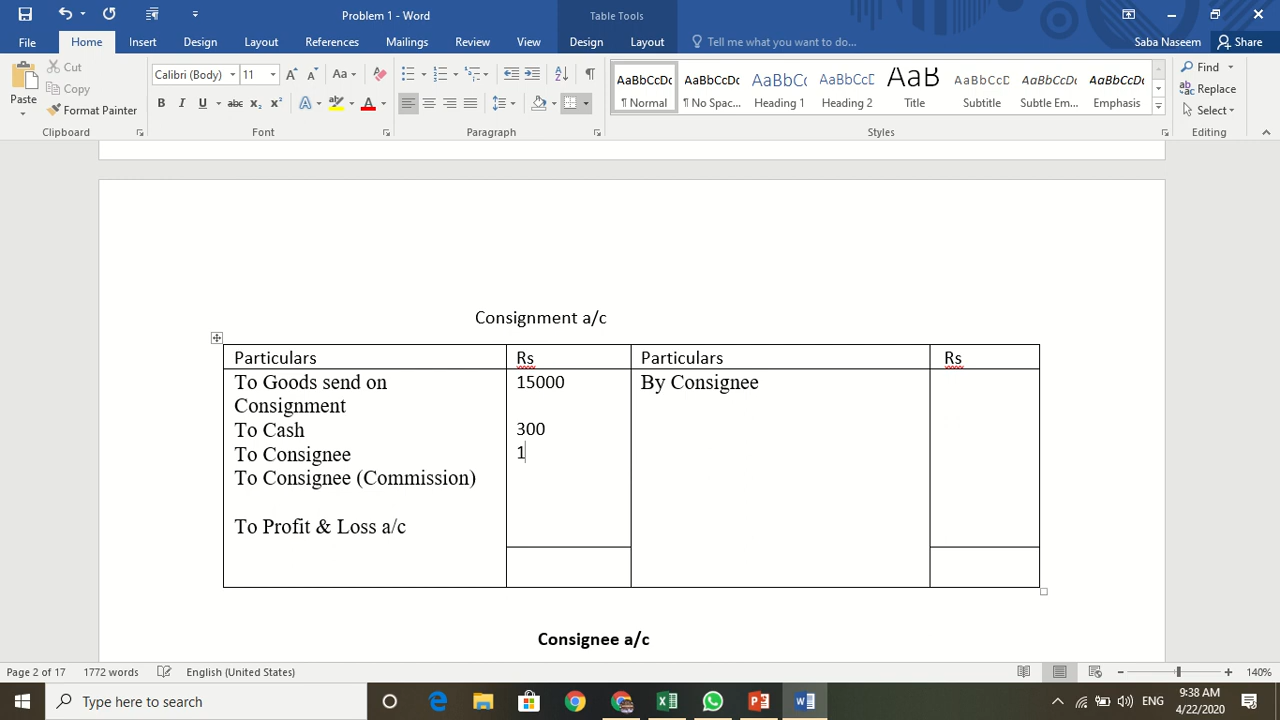 Problem 1 - Word
Table Tools
Saba Naseem
Share
File
Home
Insert
Design
Layout
References
Mailings
Review
View
Design
Layout
Tell me what you want to do...
Paste
Cut
Copy
Format Painter
Clipboard
Calibri (Body)
11
Font
Paragraph
AaBbCcDc
¶ Normal
AaBbCcDc
¶ No Spac...
AaBbCc
Heading
AaBbCcD
Heading 2
AaB
Title
AaBbCcD
Subtitle
AaBbCcDc
Subtle Em...
AaBbCcDc
Emphasis
Styles
Find
Replace
Select
Editing
Consignment a/c
Particulars Rs Particulars Rs
To Goods send on 15000 By Consignee
Consignment
To Cash 300
To Consignee 1
To Consignee (Commission)
To Profit & Loss a/c
Consignee a/c
Page 2 of 17
1772 words
English (United States)
140%
Type here to search
ENG
9:38 AM
4/22/2020